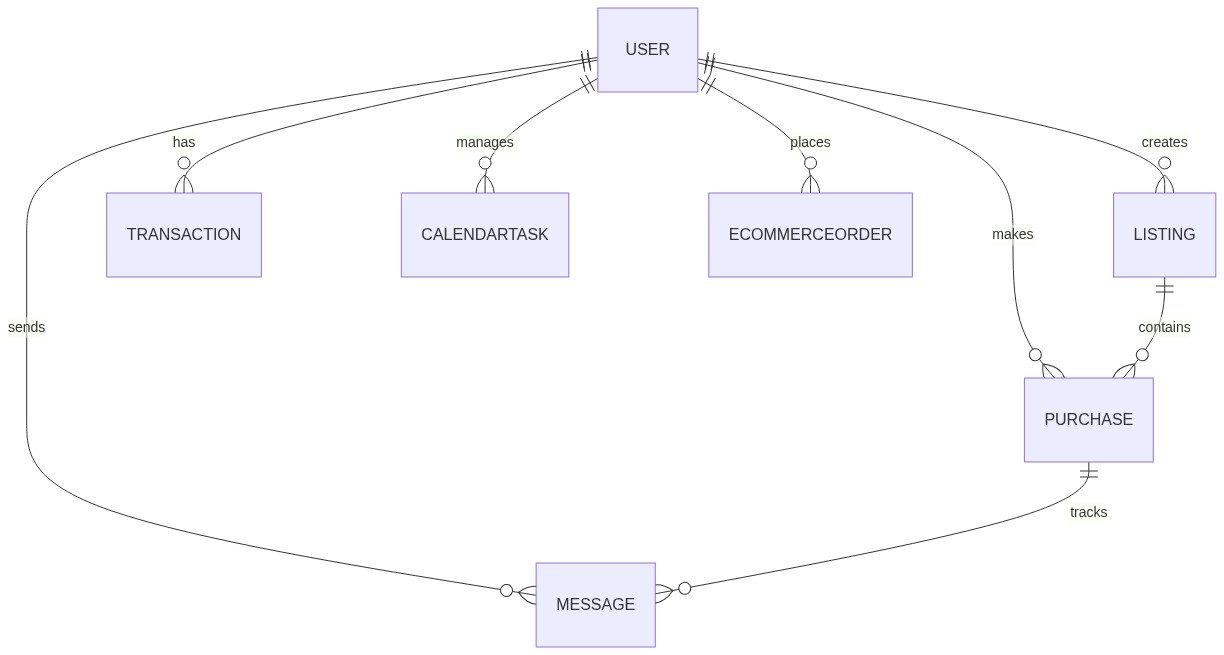 USER
has
manages
places
creates
TRANSACTION
CALENDARTASK
ECOMMERCEORDER
makes
LISTING
sends
contains
PURCHASE
tracks
MESSAGE